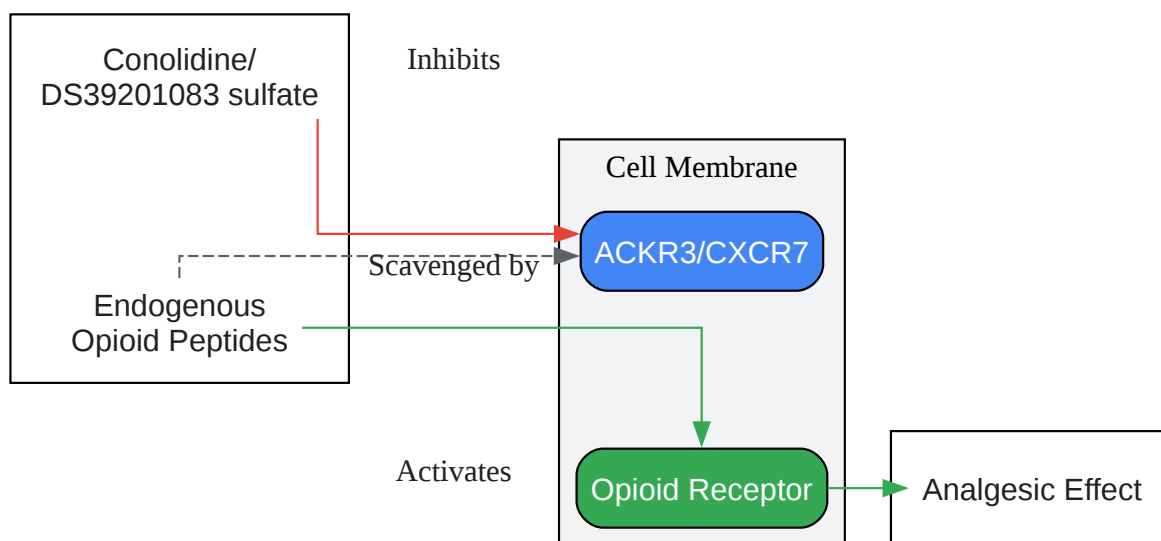 Conolidine/
DS39201083 sulfate
Inhibits
Cell Membrane
ACKR3/CXCR7
Scavenged by
Endogenous
Opioid Peptides
Activates
Opioid Receptor
Analgesic Effect